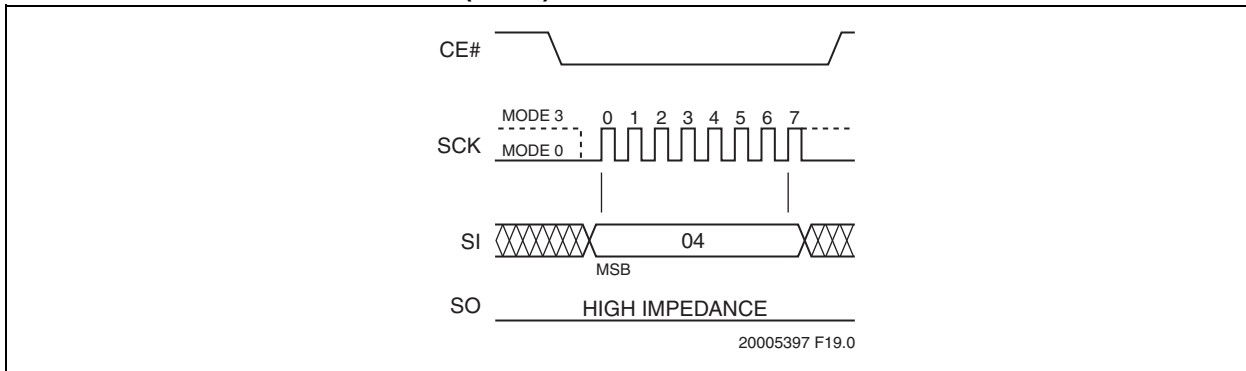 CE#
MODE 3
0 1 2 3 4 5 6 7
SCK
MODE 0
SI
04
MSB
SO
HIGH IMPEDANCE
20005397 F19.0